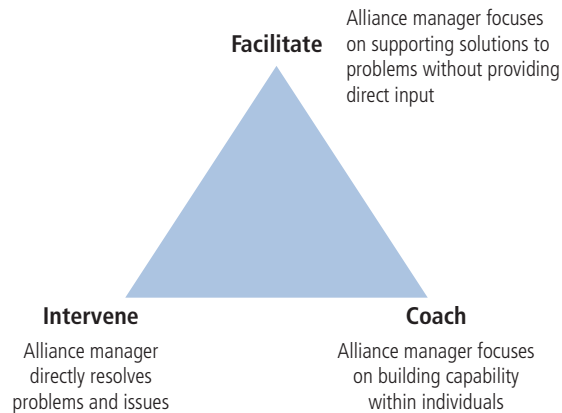 Facilitate
Alliance manager focuses
on supporting solutions to
problems without providing
direct input
Intervene
Alliance manager
directly resolves
problems and issues
Coach
Alliance manager focuses
on building capability
within individuals